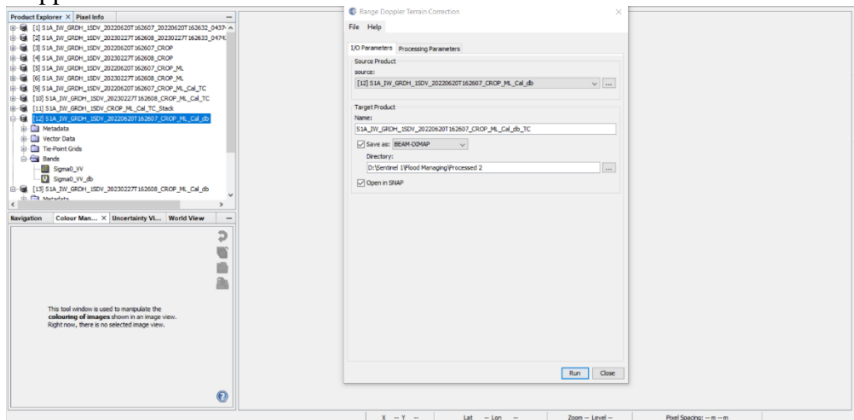 Product Explorer × Pixel Info
[1] S1A_IW_GRDH_1SDV_20220620T162607_20220620T162632_0437
[2] S1A_IW_GRDH_1SDV_20230227T162608_20230227T162633_0474
[3] S1A_IW_GRDH_1SDV_20220620T162607_CROP
[4] S1A_IW_GRDH_1SDV_20230227T162608_CROP
[5] S1A_IW_GRDH_1SDV_20220620T162607_CROP_ML
[6] S1A_IW_GRDH_1SDV_20230227T162608_CROP_ML
[9] S1A_IW_GRDH_1SDV_20220620T162607_CROP_ML_Cal_TC
[10] S1A_IW_GRDH_1SDV_20230227T162608_CROP_ML_Cal_TC
[11] S1A_IW_GRDH_1SDV_CROP_ML_Cal_TC_Stack
[12] S1A_IW_GRDH_1SDV_20220620T162607_CROP_ML_Cal_db
Metadata
Vector Data
Tie-Point Grids
Bands
Sigma0_VV
Sigma0_VV_db
[13] S1A_IW_GRDH_1SDV_20230227T162608_CROP_ML_Cal_db
Metadata
Navigation Colour Man... × Uncertainty Vi... World View
This tool window is used to manipulate the
colouring of images shown in an image view.
Right now, there is no selected image view.
Range Doppler Terrain Correction
File Help
I/O Parameters Processing Parameters
Source Product
source:
[12] S1A_IW_GRDH_1SDV_20220620T162607_CROP_ML_Cal_db
...
Target Product
Name:
S1A_IW_GRDH_1SDV_20220620T162607_CROP_ML_Cal_db_TC
Save as: BEAM-DIMAP
Directory:
D:\Sentinel 1\Flood Managing\Processed 2
...
Open in SNAP
Run Close
X — Y — Lat — Lon — Zoom — Level — Pixel Spacing: — m — m